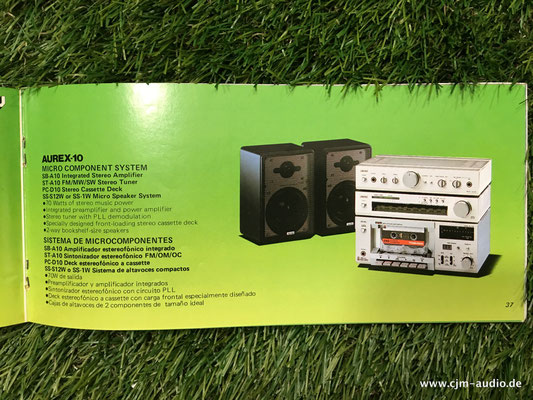 AUREX-10
MICRO COMPONENT SYSTEM
SB-A10 Integrated Stereo Amplifier
ST-A10 FM/MW/SW Stereo Tuner
PC-D10 Stereo Cassette Deck
SS-S12W or SS-1W Micro Speaker System
●10 Watts of stereo music power
●Integrated preamplifier and power amplifier
●Stereo tuner with PLL demodulation
●Specially designed front-loading stereo cassette deck
●2-way bookshelf-size speakers
SISTEMA DE MICROCOMPONENTES
SB-A10 Amplificador estereofónico integrado
ST-A10 Sintonizador estereofónico FM/OM/OC
PC-D10 Deck estereofónico a cassette
SS-S12W o SS-1W Sistema de altavoces compactos
●10W de salida
●Preamplificador y amplificador integrados
●Sintonizador estereofónico con circuito PLL
●Deck estereofónico a cassette con carga frontal especialmente diseñado
●Cajas de altavoces de 2 componentes de tamaño ideal
37
www.cjm-audio.de